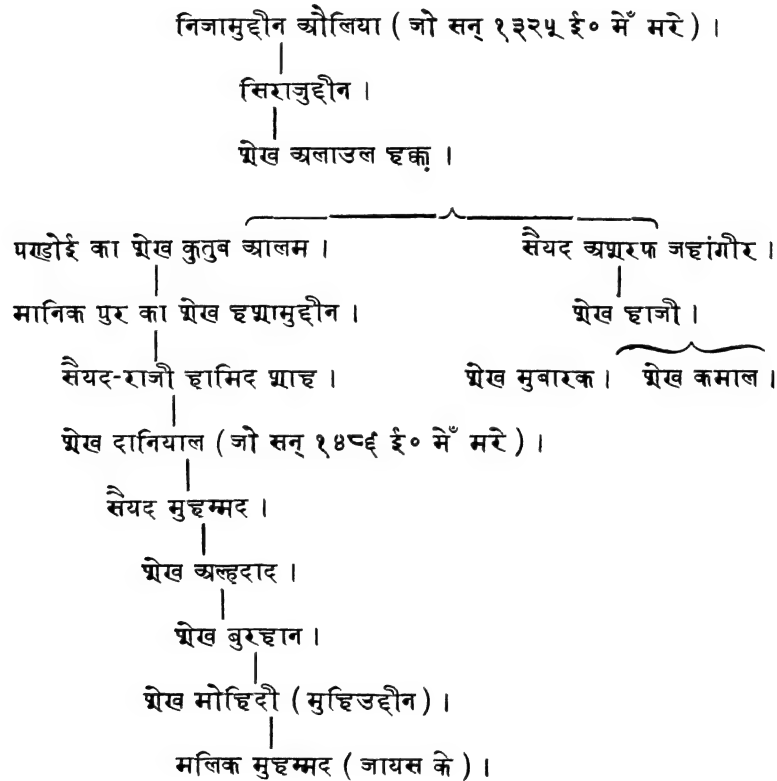 निजामुद्दीन औलिया ( जो सन् १३२५ ई० मेँ मरे ) ।
सिराजुद्दीन ।
शेख अलाउल हक़ ।
पण्डोई का शेख कुतुब आलम । सैयद अशरफ जहांगीर ।
मानिक पुर का शेख हशामुद्दीन । शेख हाजी ।
सैयद-राजी हामिद शाह । शेख मुबारक । शेख कमाल ।
शेख दानियाल ( जो सन् १४८६ ई० मेँ मरे ) ।
सैयद मुहम्मद ।
शेख अल्हदाद ।
शेख बुरहान ।
शेख मोहिदी ( मुहिउद्दीन ) ।
मलिक मुहम्मद ( जायस के ) ।